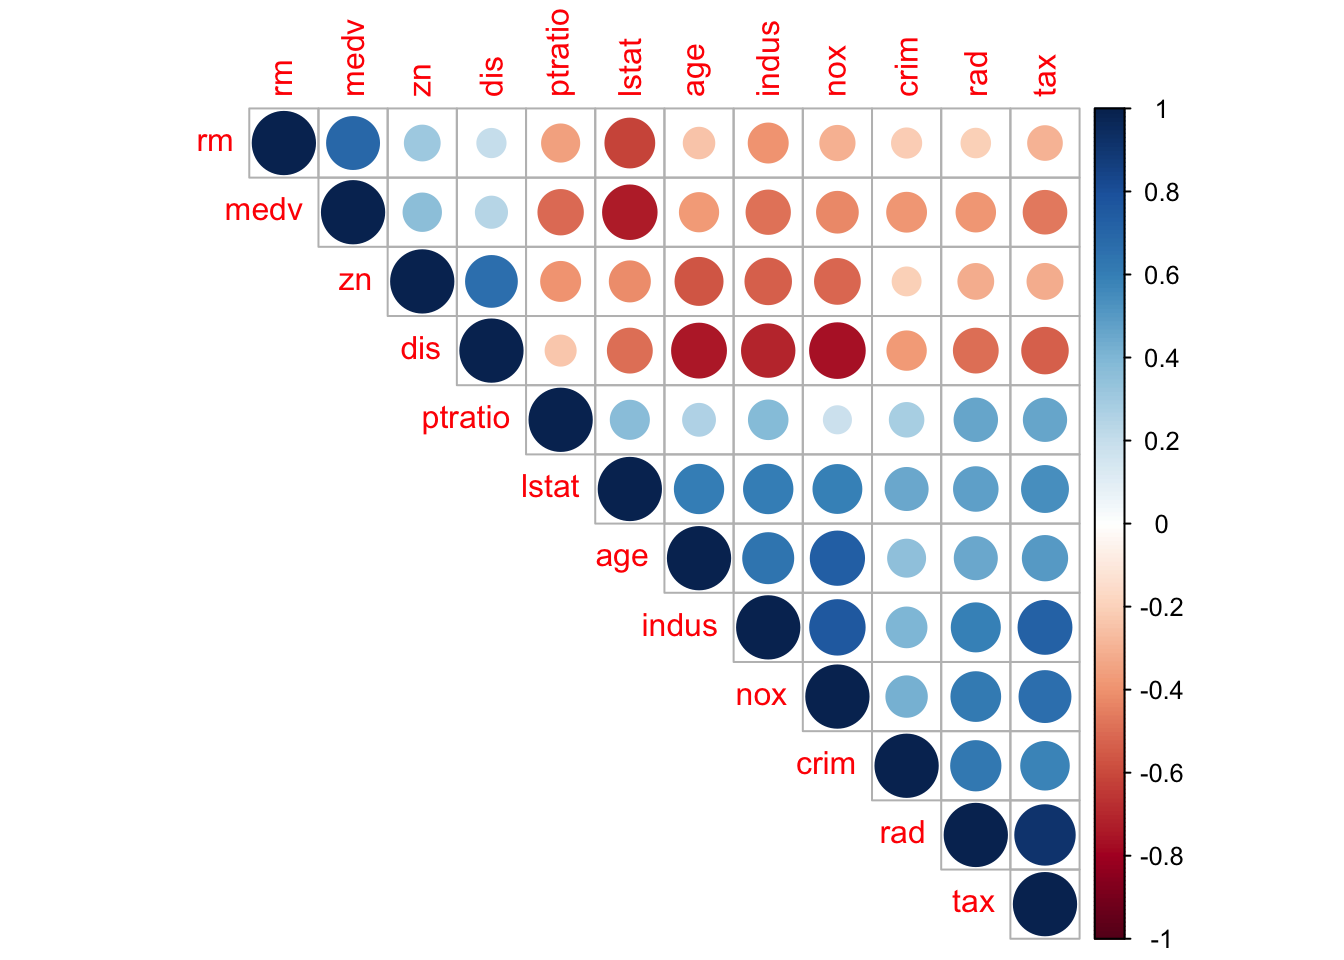 rm medv zn dis ptratio lstat age indus nox crim rad tax
rm
medv
zn
dis
ptratio
lstat
age
indus
nox
crim
rad
tax
1
0.8
0.6
0.4
0.2
0
-0.2
-0.4
-0.6
-0.8
-1